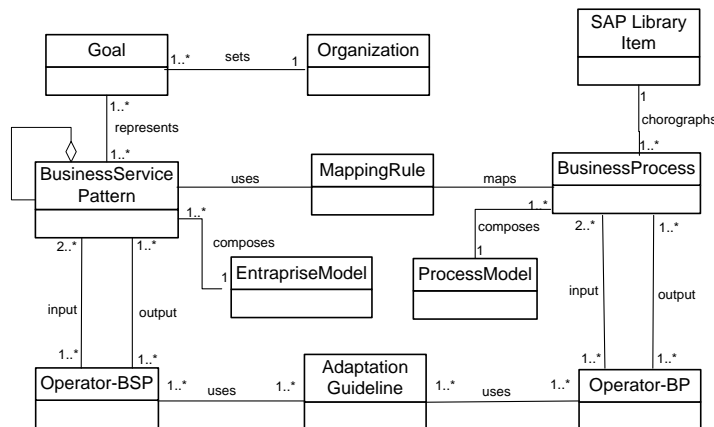 Goal
1..*
sets
1
Organization
SAP Library
Item
1..*
represents
1..*
1
chorographs
1..*
BusinessService
Pattern
uses
MappingRule
maps
BusinessProcess
1..*
composes
1
EntrapriseModel
1..*
composes
1
ProcessModel
2..*
1..*
input
output
1..*
1..*
2..*
1..*
input
output
1..*
1..*
Operator-BSP
1..*
uses
1..*
Adaptation
Guideline
1..*
uses
1..*
Operator-BP